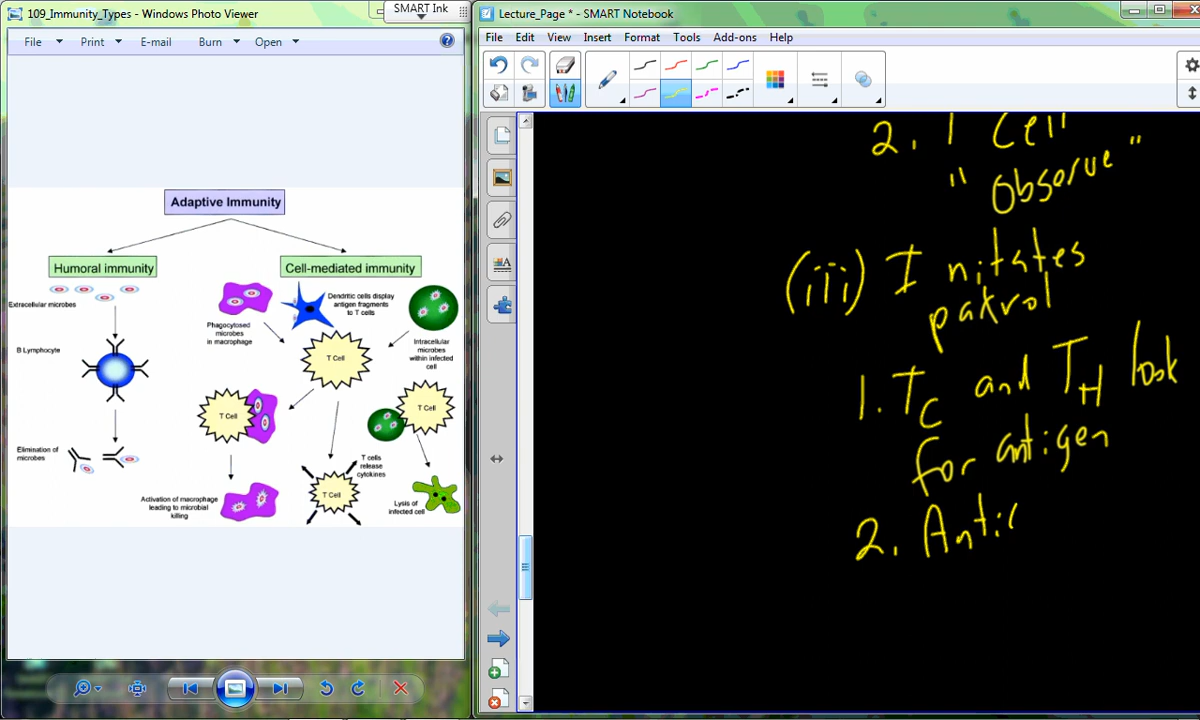 109_Immunity_Types - Windows Photo Viewer
SMART Ink
File Print E-mail Burn Open
Adaptive Immunity
Humoral immunity
Cell-mediated immunity
Extracellular microbes
Phagocytosed
microbes
in macrophage
Dendritic cells display
antigen fragments
to T cells
Intracellular
microbes
within infected
cell
B Lymphocyte
T Cell
T Cell
T Cell
Elimination of
microbes
T cells
release
cytokines
Activation of macrophage
leading to microbial
killing
T Cell
Lysis of
infected cell
Lecture_Page * - SMART Notebook
File Edit View Insert Format Tools Add-ons Help
2. T Cell
" Observe "
(iii) Initates
patrol
1. TC and TH look
for antigen
2. Anti